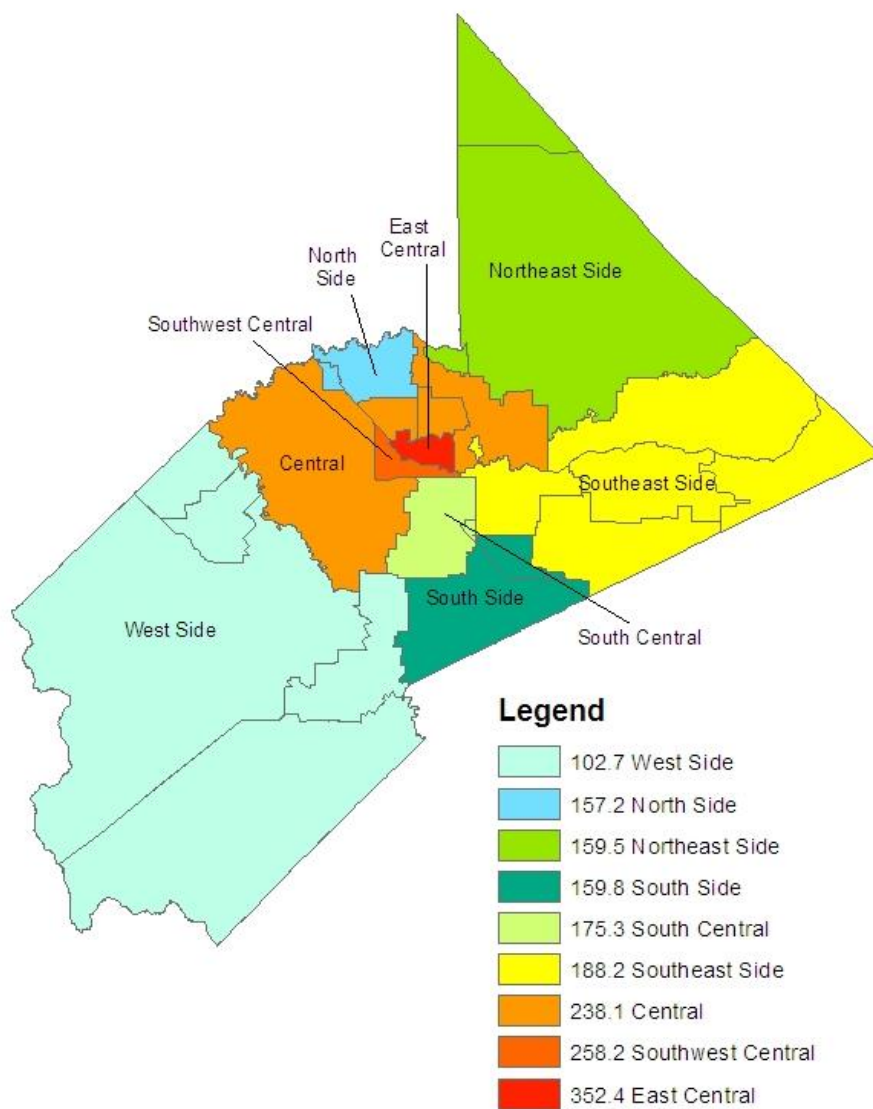 East
Central
North
Side
Northeast Side
Southwest Central
Central
Southeast Side
South Side
West Side
South Central
Legend
102.7 West Side
157.2 North Side
159.5 Northeast Side
159.8 South Side
175.3 South Central
188.2 Southeast Side
238.1 Central
258.2 Southwest Central
352.4 East Central